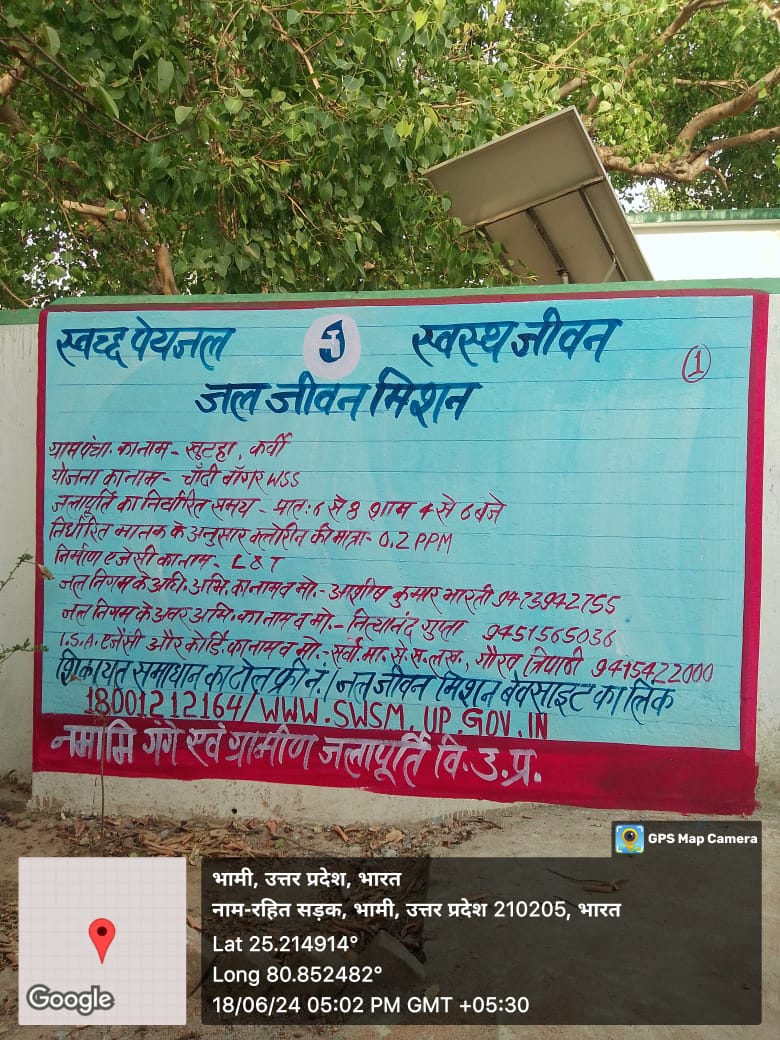 स्वच्छ पेयजल
स्वस्थ जीवन
1
जल जीवन मिशन
ग्राम पंचा. का नाम - खुटहा, कर्वी
योजना का नाम - चाँदी बाँगर WSS
जलापूर्ति का निर्धारित समय - प्रात: 6 से 8 शाम 4 से 6 बजे
निर्धारित मानक के अनुसार क्लोरीन की मात्रा - 0.2 PPM
निर्माण एजेंसी का नाम - L&T
जल निगम के अधि. अभि. का नाम व मो. - आशीष कुमार भारती 9473942755
जल निगम के अवर अभि. का नाम व मो. - नित्यानंद गुप्ता 9451565036
I.S.A. एजेंसी और कोर्डि. का नाम व मो. - सर्वो. मा. से. स. लख., गौरव त्रिपाठी 9415422000
शिकायत समाधान का टोल फ्री नं. / जल जीवन मिशन बेवसाइट का लिंक
18001212164/WWW.SWSM.UP.GOV.IN
नमामि गंगे एवं ग्रामीण जलापूर्ति वि. उ. प्र.
GPS Map Camera
भामी, उत्तर प्रदेश, भारत
नाम-रहित सड़क, भामी, उत्तर प्रदेश 210205, भारत
Lat 25.214914°
Long 80.852482°
18/06/24 05:02 PM GMT +05:30
Google